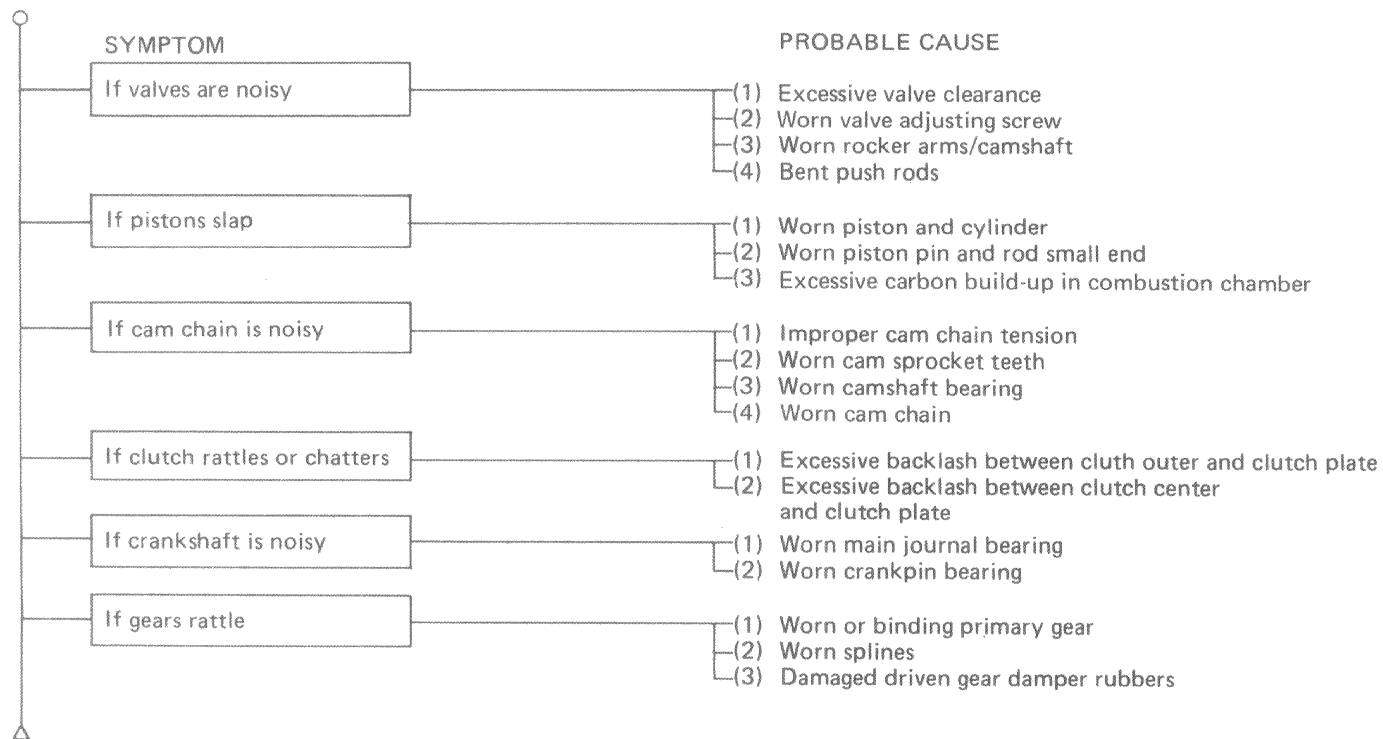 SYMPTOM
PROBABLE CAUSE
If valves are noisy
(1) Excessive valve clearance
(2) Worn valve adjusting screw
(3) Worn rocker arms/camshaft
(4) Bent push rods
If pistons slap
(1) Worn piston and cylinder
(2) Worn piston pin and rod small end
(3) Excessive carbon build-up in combustion chamber
If cam chain is noisy
(1) Improper cam chain tension
(2) Worn cam sprocket teeth
(3) Worn camshaft bearing
(4) Worn cam chain
If clutch rattles or chatters
(1) Excessive backlash between cluth outer and clutch plate
(2) Excessive backlash between clutch center
and clutch plate
If crankshaft is noisy
(1) Worn main journal bearing
(2) Worn crankpin bearing
If gears rattle
(1) Worn or binding primary gear
(2) Worn splines
(3) Damaged driven gear damper rubbers